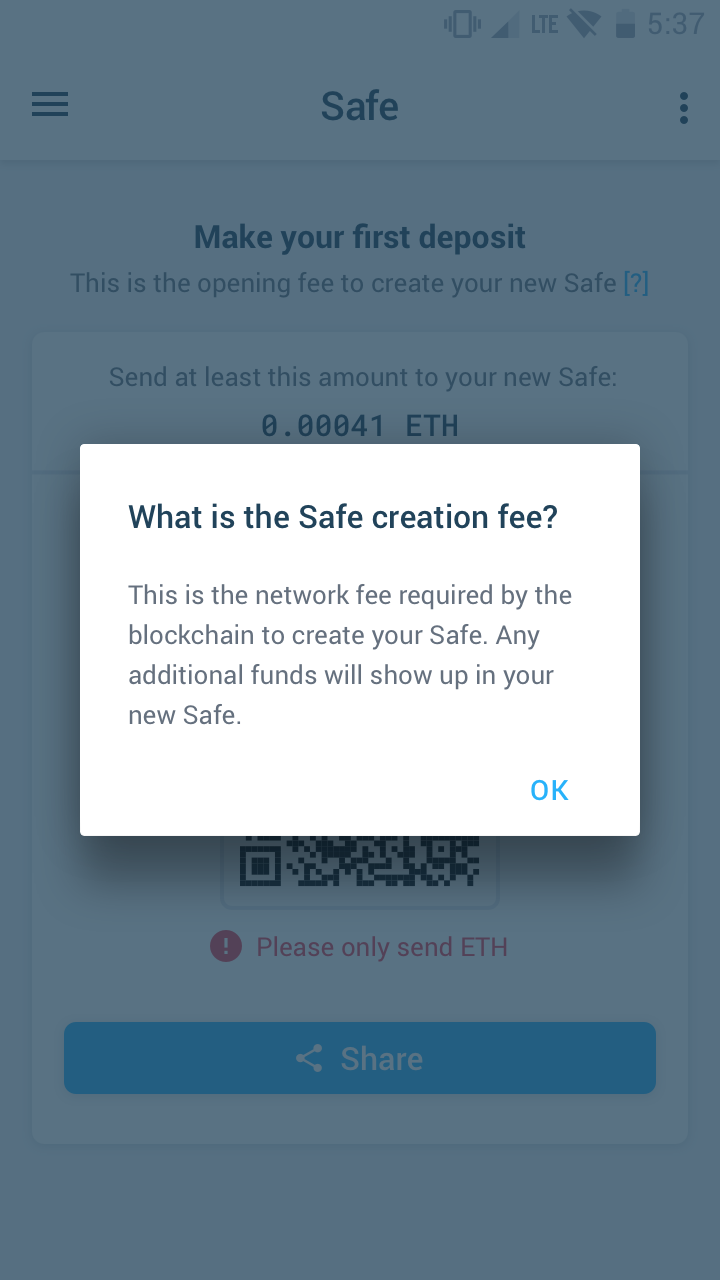 LTE 5:37
Safe
Make your first deposit
This is the opening fee to create your new Safe [?]
Send at least this amount to your new Safe:
0.00041 ETH
What is the Safe creation fee?
This is the network fee required by the
blockchain to create your Safe. Any
additional funds will show up in your
new Safe.
OK
Please only send ETH
Share